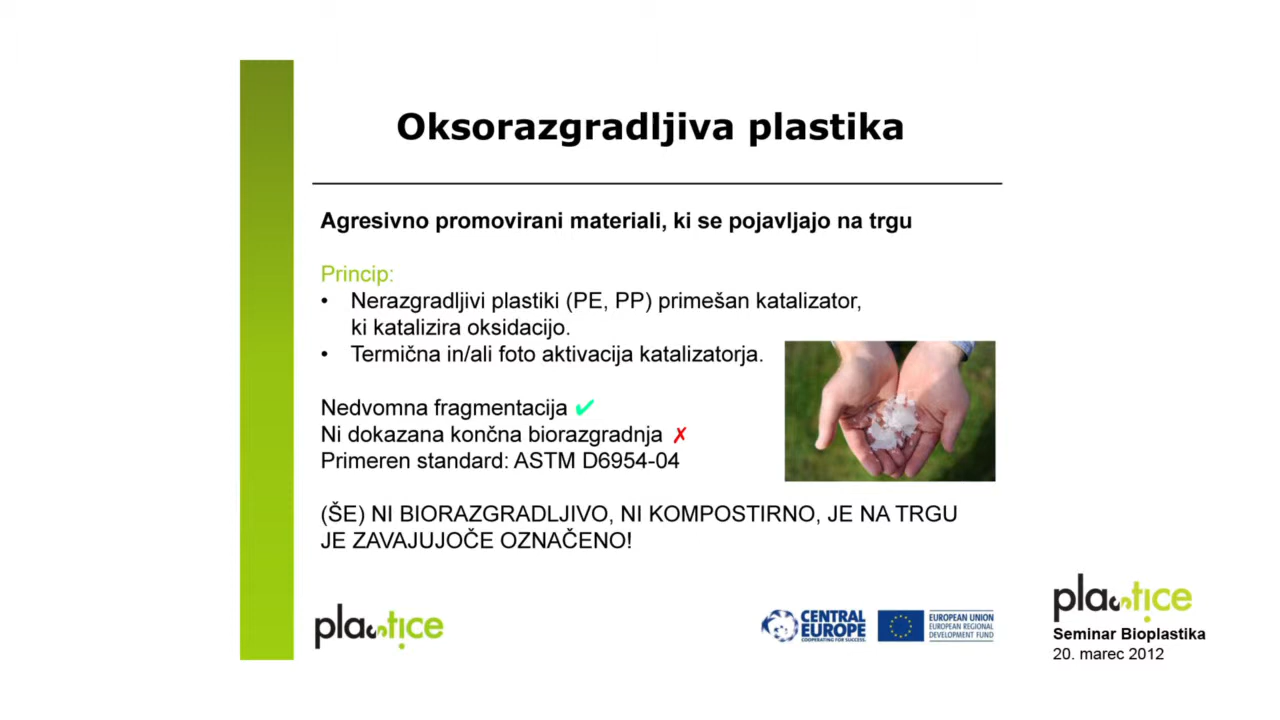 Oksorazgradljiva plastika
Agresivno promovirani materiali, ki se pojavljajo na trgu
Princip:
• Nerazgradljivi plastiki (PE, PP) primešan katalizator,
ki katalizira oksidacijo.
• Termična in/ali foto aktivacija katalizatorja.
Nedvomna fragmentacija ✔
Ni dokazana končna biorazgradnja ✗
Primeren standard: ASTM D6954-04
(ŠE) NI BIORAZGRADLJIVO, NI KOMPOSTIRNO, JE NA TRGU
JE ZAVAJUJOČE OZNAČENO!
plastice
CENTRAL
EUROPE
COOPERATING FOR SUCCESS.
EUROPEAN UNION
EUROPEAN REGIONAL
DEVELOPMENT FUND
plastice
Seminar Bioplastika
20. marec 2012